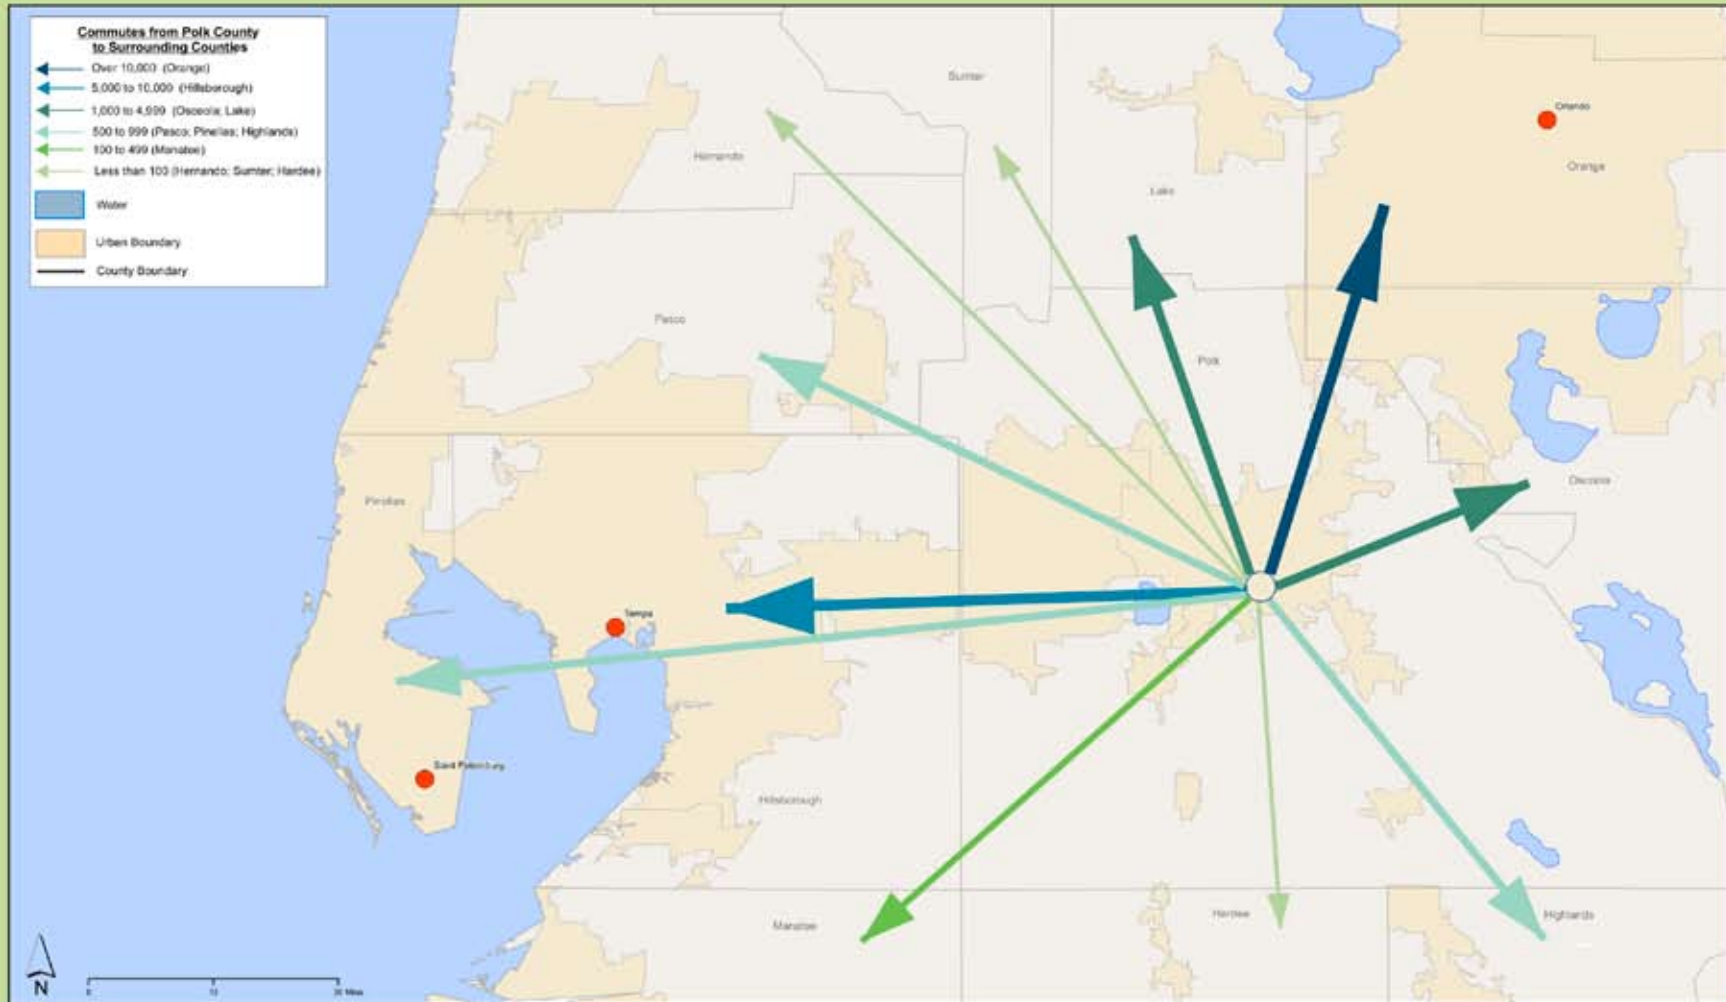 Commutes from Polk County
to Surrounding Counties
Over 10,000 (Orange)
5,000 to 10,000 (Hillsborough)
1,000 to 4,999 (Osceola; Lake)
500 to 999 (Pasco; Pinellas; Highlands)
100 to 499 (Manatee)
Less than 100 (Hernando; Sumter; Hardee)
Water
Urban Boundary
County Boundary
Sumter
Orlando
Hernando
Orange
Lake
Pasco
Polk
Osceola
Pinellas
Tampa
Saint Petersburg
Hillsborough
Manatee
Hardee
Highlands
N
0
Miles